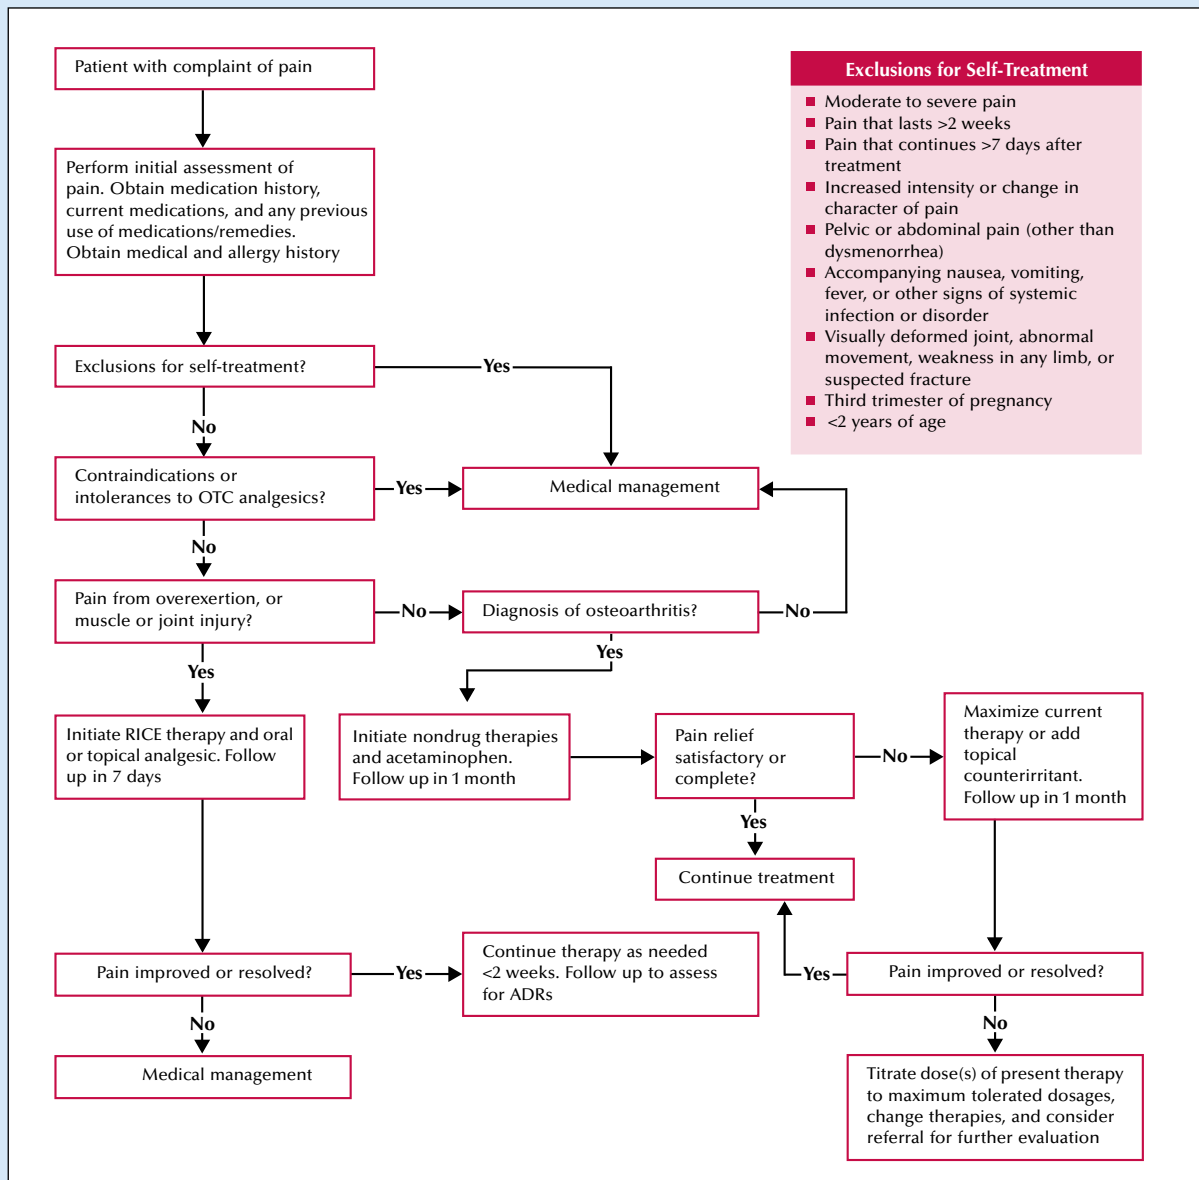 Patient with complaint of pain
Perform initial assessment of
pain. Obtain medication history,
current medications, and any previous
use of medications/remedies.
Obtain medical and allergy history
Exclusions for self-treatment?
Yes
No
Contraindications or
intolerances to OTC analgesics?
Yes
Medical management
No
Pain from overexertion, or
muscle or joint injury?
No
Diagnosis of osteoarthritis?
No
Yes
Yes
Initiate RICE therapy and oral
or topical analgesic. Follow
up in 7 days
Initiate nondrug therapies
and acetaminophen.
Follow up in 1 month
Pain relief
satisfactory or
complete?
No
Maximize current
therapy or add
topical
counterirritant.
Follow up in 1 month
Yes
Continue treatment
Pain improved or resolved?
Yes
Continue therapy as needed
<2 weeks. Follow up to assess
for ADRs
Yes
Pain improved or resolved?
No
Medical management
No
Titrate dose(s) of present therapy
to maximum tolerated dosages,
change therapies, and consider
referral for further evaluation
Exclusions for Self-Treatment
■ Moderate to severe pain
■ Pain that lasts >2 weeks
■ Pain that continues >7 days after
treatment
■ Increased intensity or change in
character of pain
■ Pelvic or abdominal pain (other than
dysmenorrhea)
■ Accompanying nausea, vomiting,
fever, or other signs of systemic
infection or disorder
■ Visually deformed joint, abnormal
movement, weakness in any limb, or
suspected fracture
■ Third trimester of pregnancy
■ <2 years of age